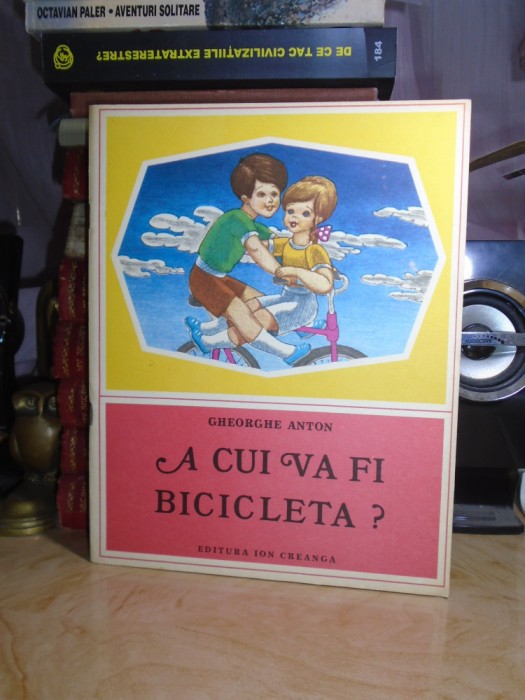 OCTAVIAN PALER • AVENTURI SOLITARE
DE CE TAC CIVILIZAȚIILE EXTRATERESTRE?
184
GHEORGHE ANTON
A CUI VA FI
BICICLETA ?
EDITURA ION CREANGĂ